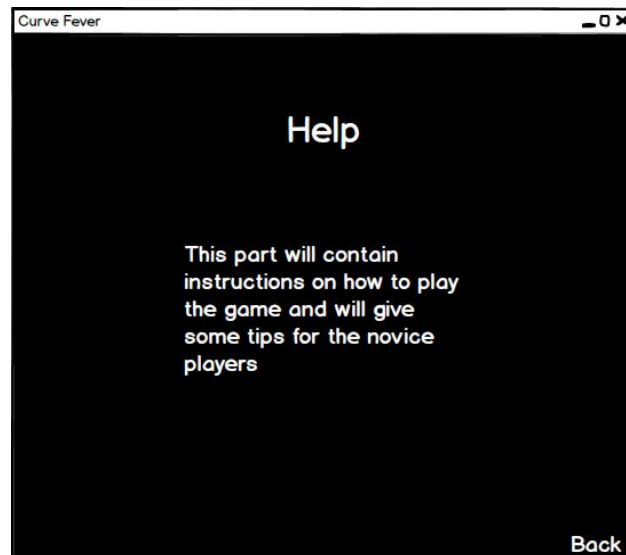 Curve Fever
Help
This part will contain
instructions on how to play
the game and will give
some tips for the novice
players
Back